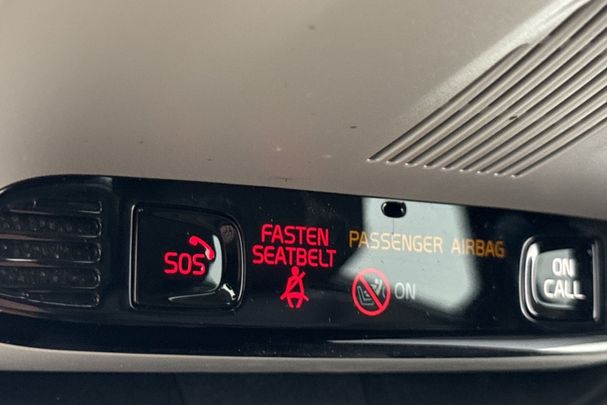 SOS
FASTEN
SEATBELT
PASSENGER AIRBAG
ON
ON
CALL